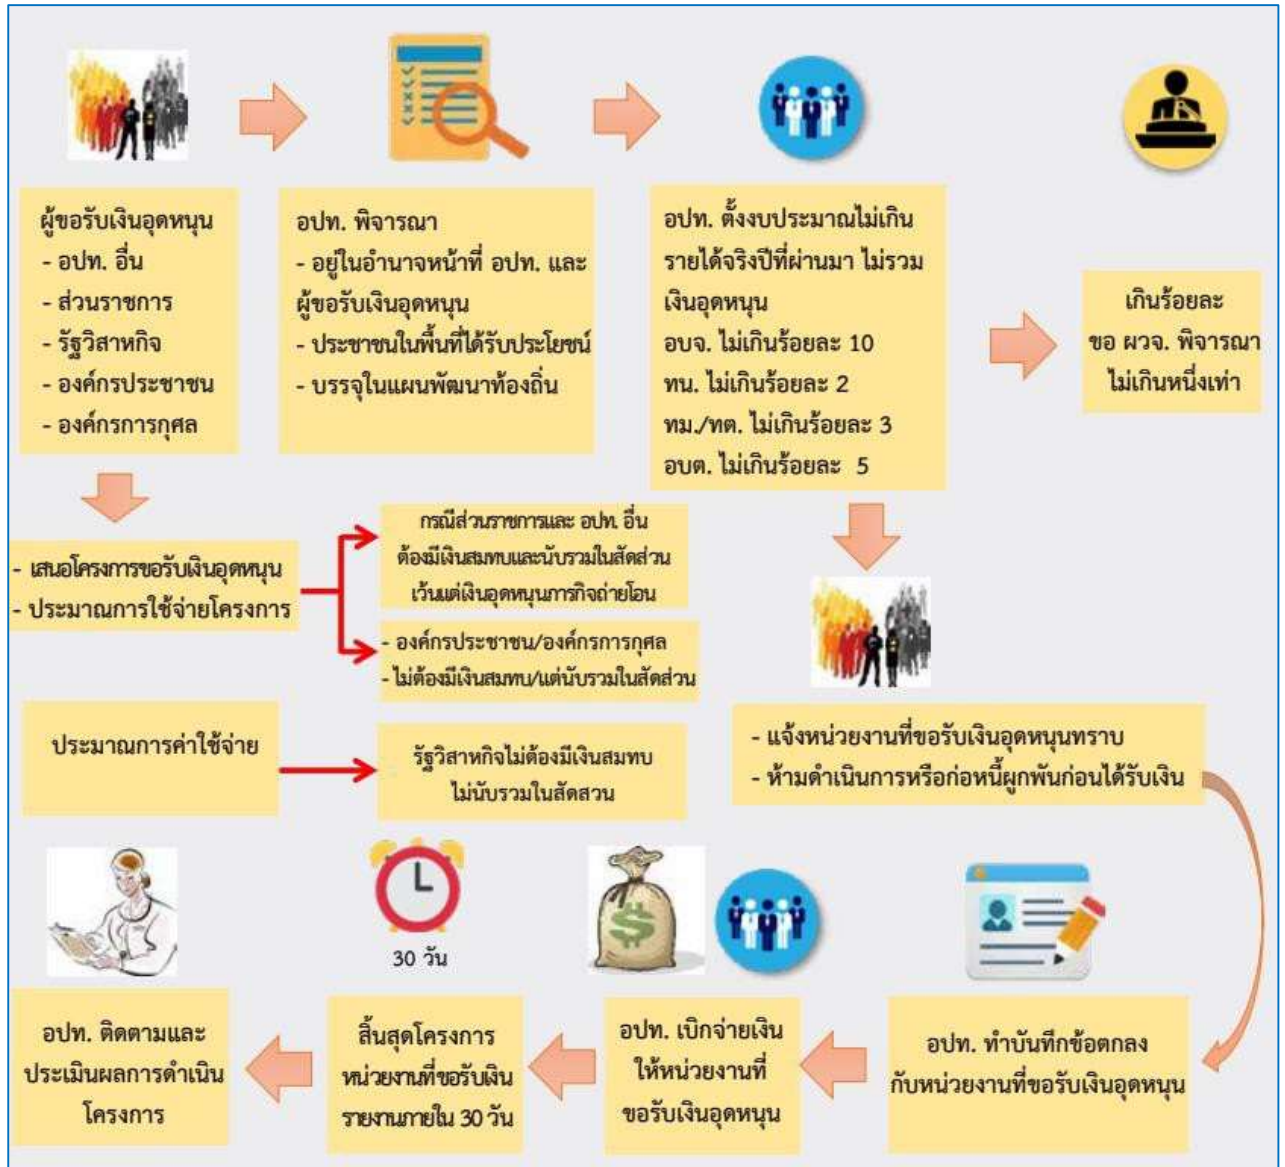 ผู้ขอรับเงินอุดหนุน
- อปท. อื่น
- ส่วนราชการ
- รัฐวิสาหกิจ
- องค์กรประชาชน
- องค์กรการกุศล
อปท. พิจารณา
- อยู่ในอำนาจหน้าที่ อปท. และ
ผู้ขอรับเงินอุดหนุน
- ประชาชนในพื้นที่ได้รับประโยชน์
- บรรจุในแผนพัฒนาท้องถิ่น
อปท. ตั้งงบประมาณไม่เกิน
รายได้จริงปีที่ผ่านมา ไม่รวม
เงินอุดหนุน
อบจ. ไม่เกินร้อยละ 10
ทน. ไม่เกินร้อยละ 2
ทม./ทต. ไม่เกินร้อยละ 3
อบต. ไม่เกินร้อยละ 5
เกินร้อยละ
ขอ ผวจ. พิจารณา
ไม่เกินหนึ่งเท่า
- เสนอโครงการขอรับเงินอุดหนุน
- ประมาณการใช้จ่ายโครงการ
กรณีส่วนราชการและ อปท. อื่น
ต้องมีเงินสมทบและนับรวมในสัดส่วน
เว้นแต่เงินอุดหนุนภารกิจถ่ายโอน
- องค์กรประชาชน/องค์กรการกุศล
- ไม่ต้องมีเงินสมทบ/แต่นับรวมในสัดส่วน
ประมาณการค่าใช้จ่าย
รัฐวิสาหกิจไม่ต้องมีเงินสมทบ
ไม่นับรวมในสัดสวน
- แจ้งหน่วยงานที่ขอรับเงินอุดหนุนทราบ
- ห้ามดำเนินการหรือก่อหนี้ผูกพันก่อนได้รับเงิน
อปท. ทำบันทึกข้อตกลง
กับหน่วยงานที่ขอรับเงินอุดหนุน
อปท. เบิกจ่ายเงิน
ให้หน่วยงานที่
ขอรับเงินอุดหนุน
30 วัน
สิ้นสุดโครงการ
หน่วยงานที่ขอรับเงิน
รายงานภายใน 30 วัน
อปท. ติดตามและ
ประเมินผลการดำเนิน
โครงการ